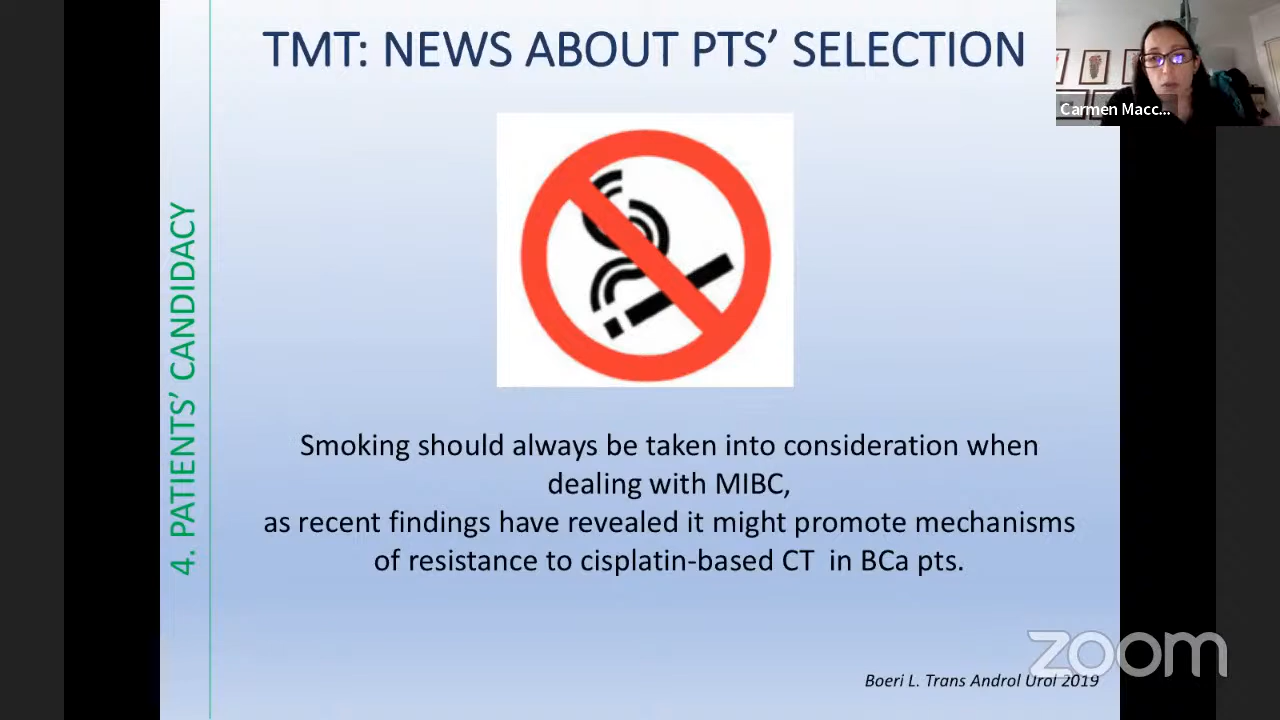 TMT: NEWS ABOUT PTS' SELECTION
Carmen Macc...
4. PATIENTS' CANDIDACY
Smoking should always be taken into consideration when
dealing with MIBC,
as recent findings have revealed it might promote mechanisms
of resistance to cisplatin-based CT in BCa pts.
zoom
Boeri L. Trans Androl Urol 2019